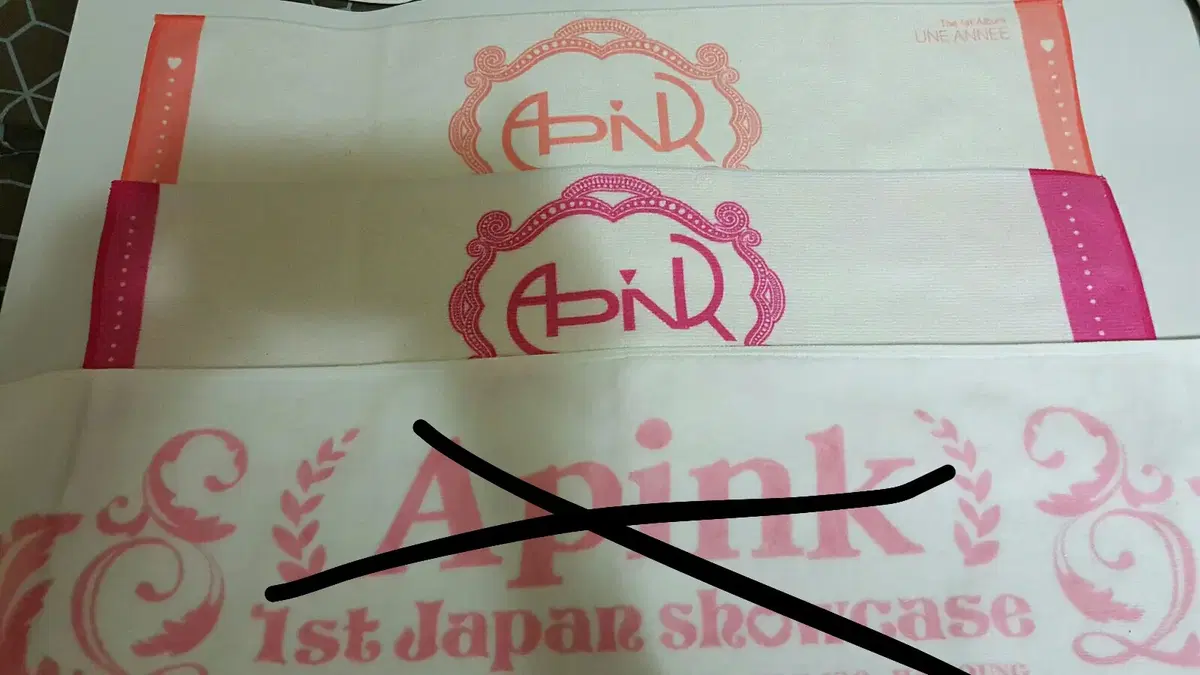 The 1st Album
UNE ANNEE
Apink
Apink
Apink
1st Japan showcase